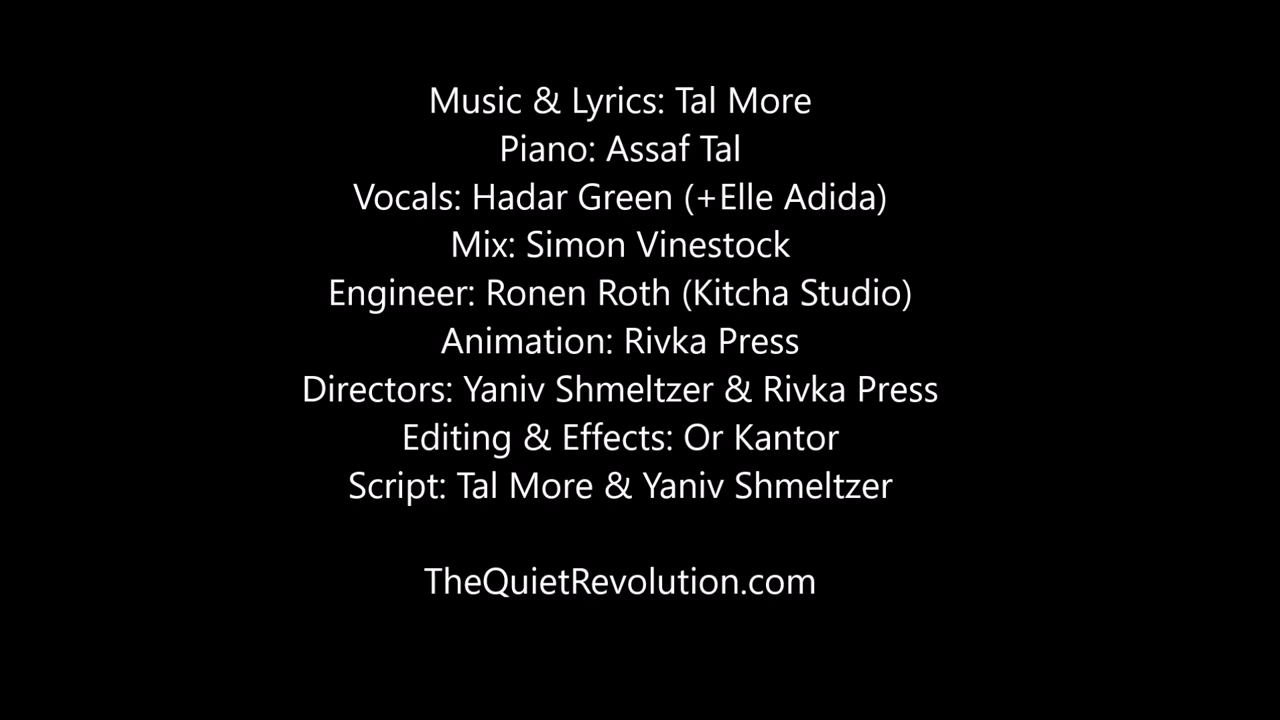 Music & Lyrics: Tal More
Piano: Assaf Tal
Vocals: Hadar Green (+Elle Adida)
Mix: Simon Vinestock
Engineer: Ronen Roth (Kitcha Studio)
Animation: Rivka Press
Directors: Yaniv Shmeltzer & Rivka Press
Editing & Effects: Or Kantor
Script: Tal More & Yaniv Shmeltzer
TheQuietRevolution.com